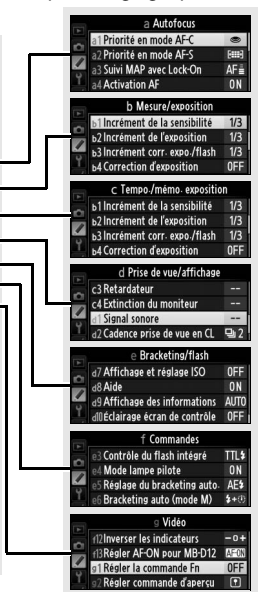 a Autofocus
a1 Priorité en mode AF-C
a2 Priorité en mode AF-S
a3 Suivi MAP avec Lock-On AF
a4 Activation AF ON
b Mesure/exposition
b1 Incrément de la sensibilité 1/3
b2 Incrément de l'exposition 1/3
b3 Incrément corr. expo./flash 1/3
b4 Correction d'exposition OFF
c Tempo./mémo. exposition
b1 Incrément de la sensibilité 1/3
b2 Incrément de l'exposition 1/3
b3 Incrément corr. expo./flash 1/3
b4 Correction d'exposition OFF
d Prise de vue/affichage
c3 Retardateur --
c4 Extinction du moniteur --
d1 Signal sonore --
d2 Cadence prise de vue en CL 2
e Bracketing/flash
d7 Affichage et réglage ISO OFF
d8 Aide ON
d9 Affichage des informations AUTO
d10 Éclairage écran de contrôle OFF
f Commandes
e3 Contrôle du flash intégré TTL
e4 Mode lampe pilote ON
e5 Réglage du bracketing auto. AE
e6 Bracketing auto (mode M)
g Vidéo
f12 Inverser les indicateurs -o+
f13 Régler AF-ON pour MB-D12 AF-ON
g1 Régler la commande Fn OFF
g2 Régler commande d'aperçu